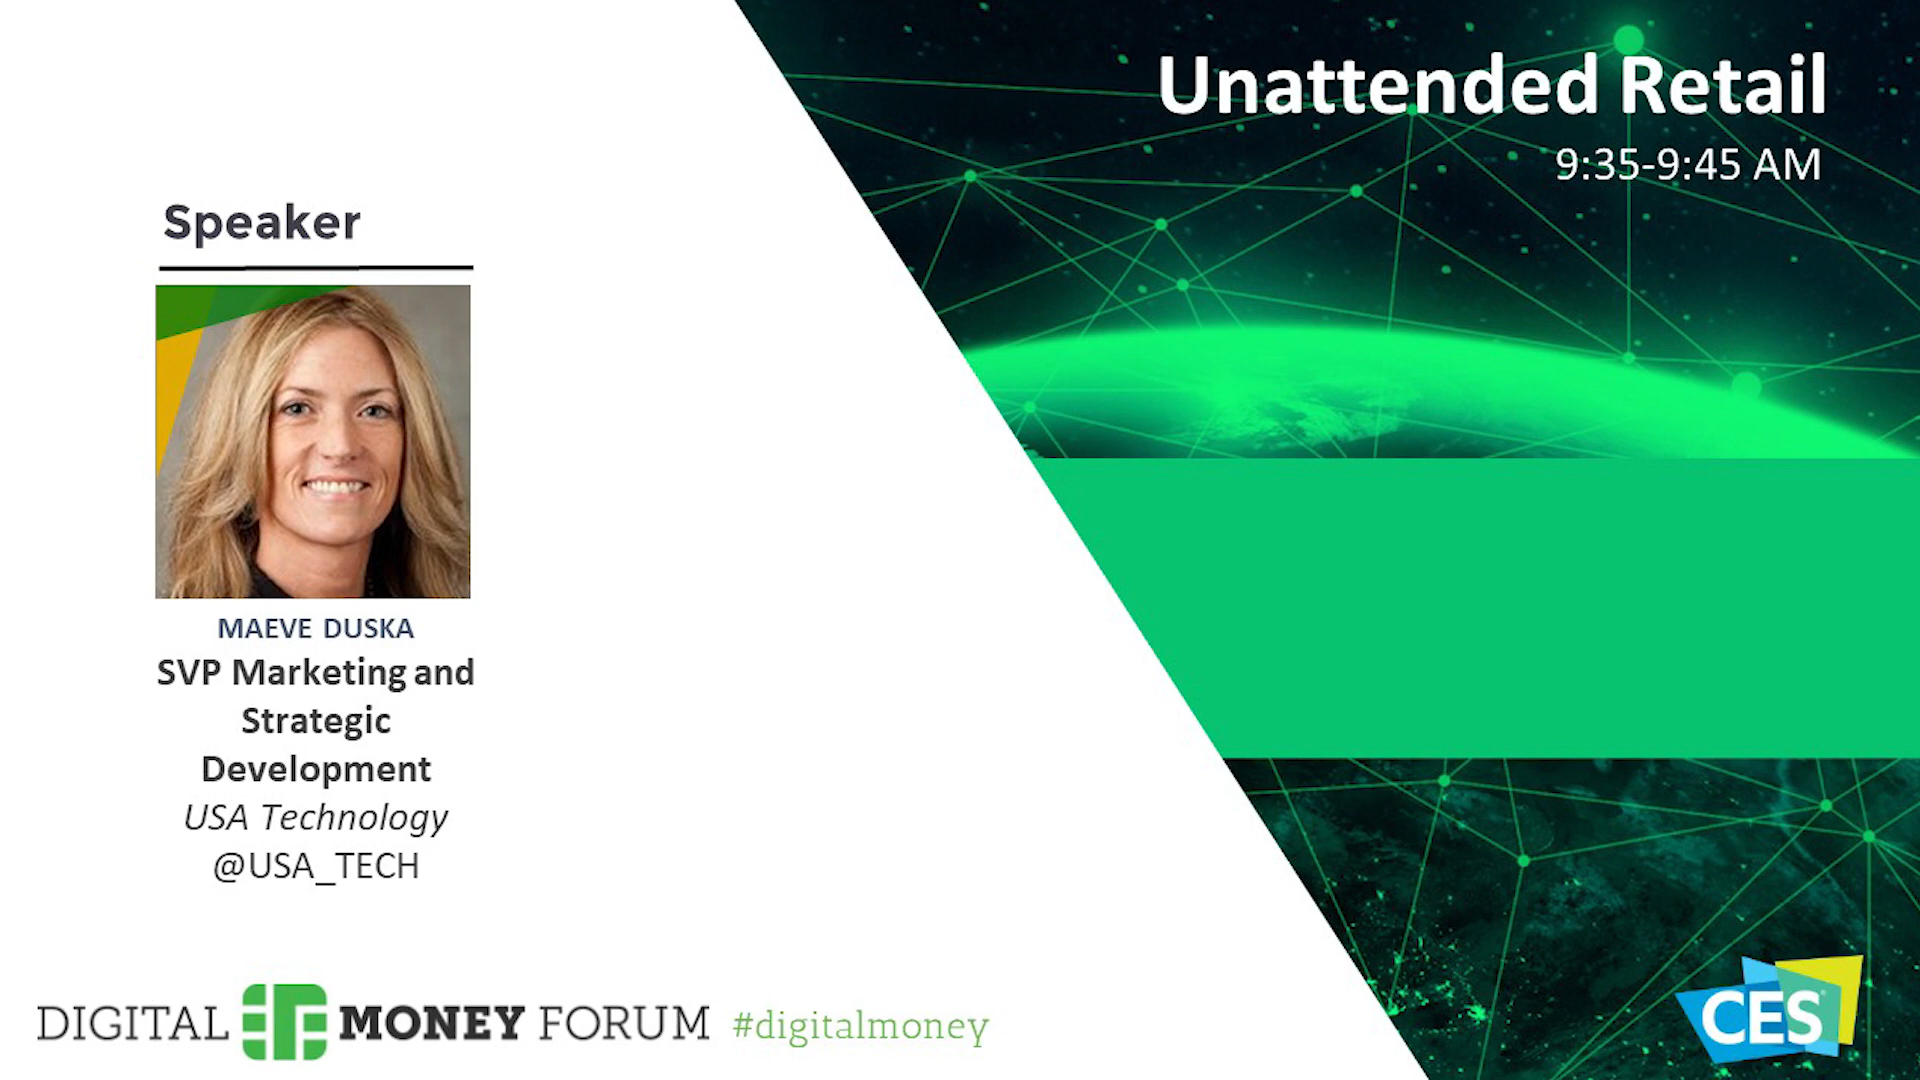 Unattended Retail
9:35-9:45 AM
Speaker
MAEVE DUSKA
SVP Marketing and
Strategic
Development
USA Technology
@USA_TECH
DIGITAL MONEY FORUM #digitalmoney
CES®